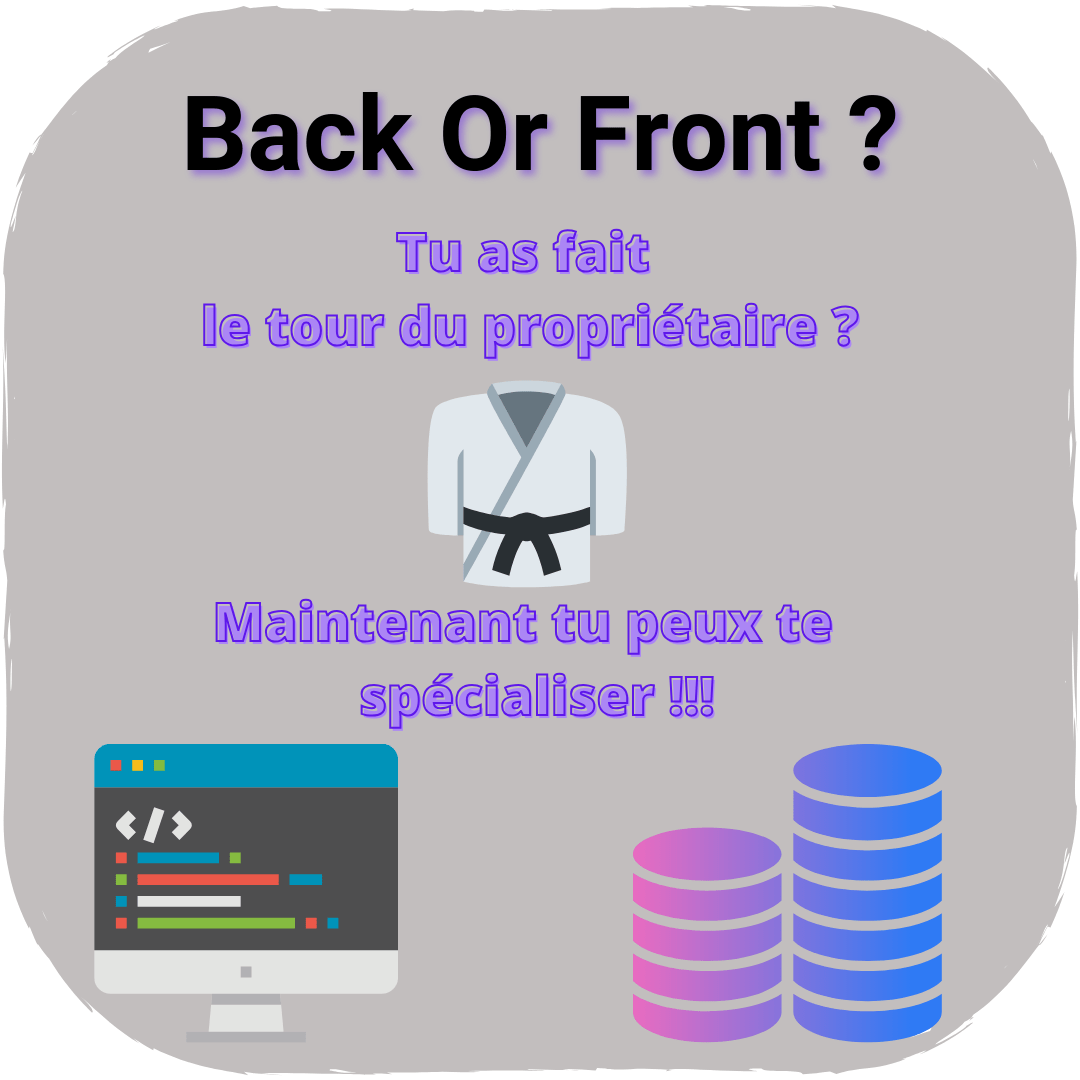 Back Or Front ?
Tu as fait
le tour du propriétaire ?
Maintenant tu peux te
spécialiser !!!
<//>